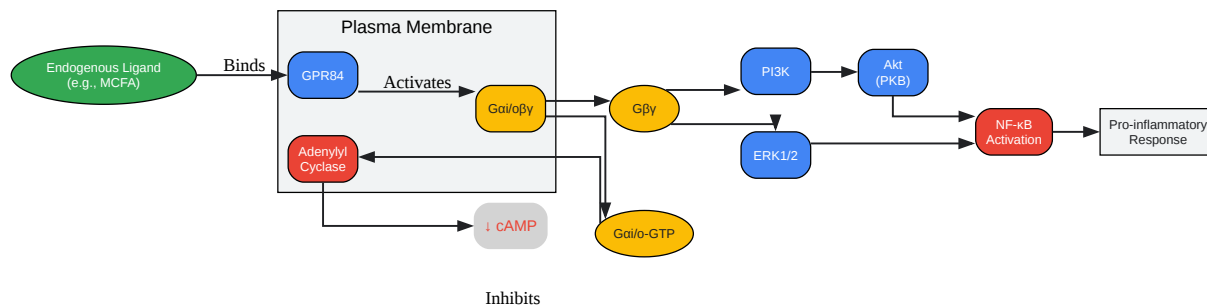 Plasma Membrane
Endogenous Ligand
(e.g., MCFA)
Binds
GPR84
Activates
Gαi/oβγ
Gβγ
PI3K
Akt
(PKB)
ERK1/2
NF-κB
Activation
Pro-inflammatory
Response
Adenylyl
Cyclase
↓ cAMP
Gαi/o-GTP
Inhibits